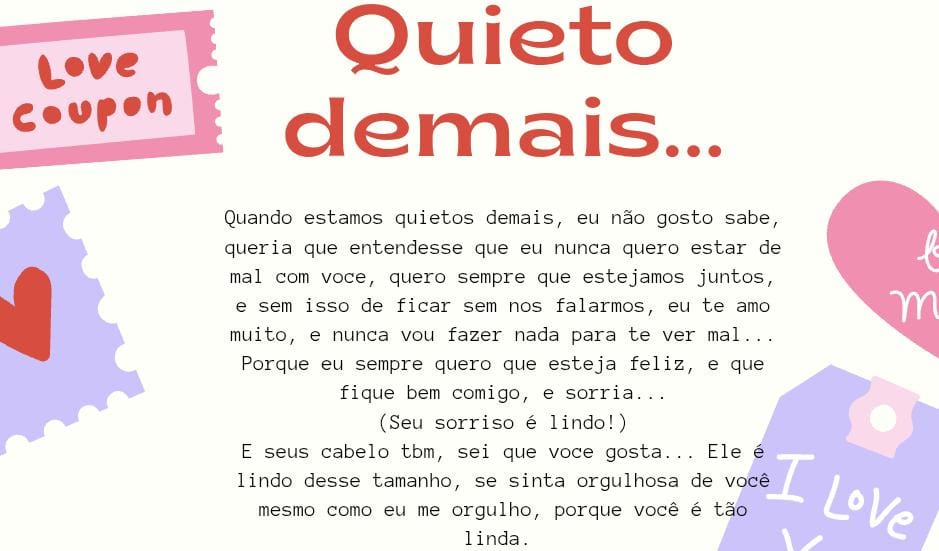 Love
coupon
Quieto
demais...
Quando estamos quietos demais, eu não gosto sabe,
queria que entendesse que eu nunca quero estar de
mal com voce, quero sempre que estejamos juntos,
e sem isso de ficar sem nos falarmos, eu te amo
muito, e nunca vou fazer nada para te ver mal...
Porque eu sempre quero que esteja feliz, e que
fique bem comigo, e sorria...
(Seu sorriso é lindo!)
E seus cabelo tbm, sei que voce gosta... Ele é
lindo desse tamanho, se sinta orgulhosa de você
mesmo como eu me orgulho, porque você é tão
linda.
I Love